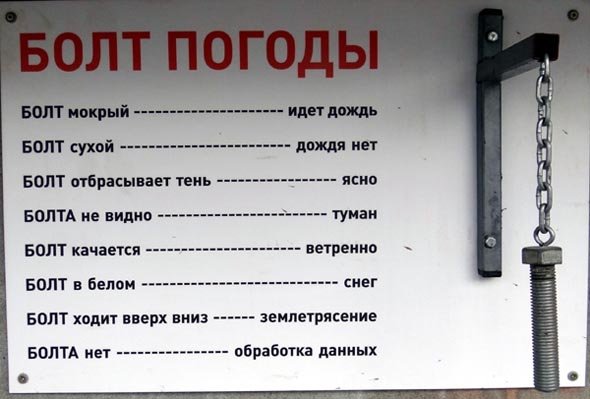 БОЛТ ПОГОДЫ
БОЛТ мокрый ---------------------- идет дождь
БОЛТ сухой ------------------------- дождя нет
БОЛТ отбрасывает тень ------------------ ясно
БОЛТА не видно ------------------------- туман
БОЛТ качается ----------------------- ветренно
БОЛТ в белом ----------------------------- снег
БОЛТ ходит вверх вниз ------ землетрясение
БОЛТА нет ----------------- обработка данных